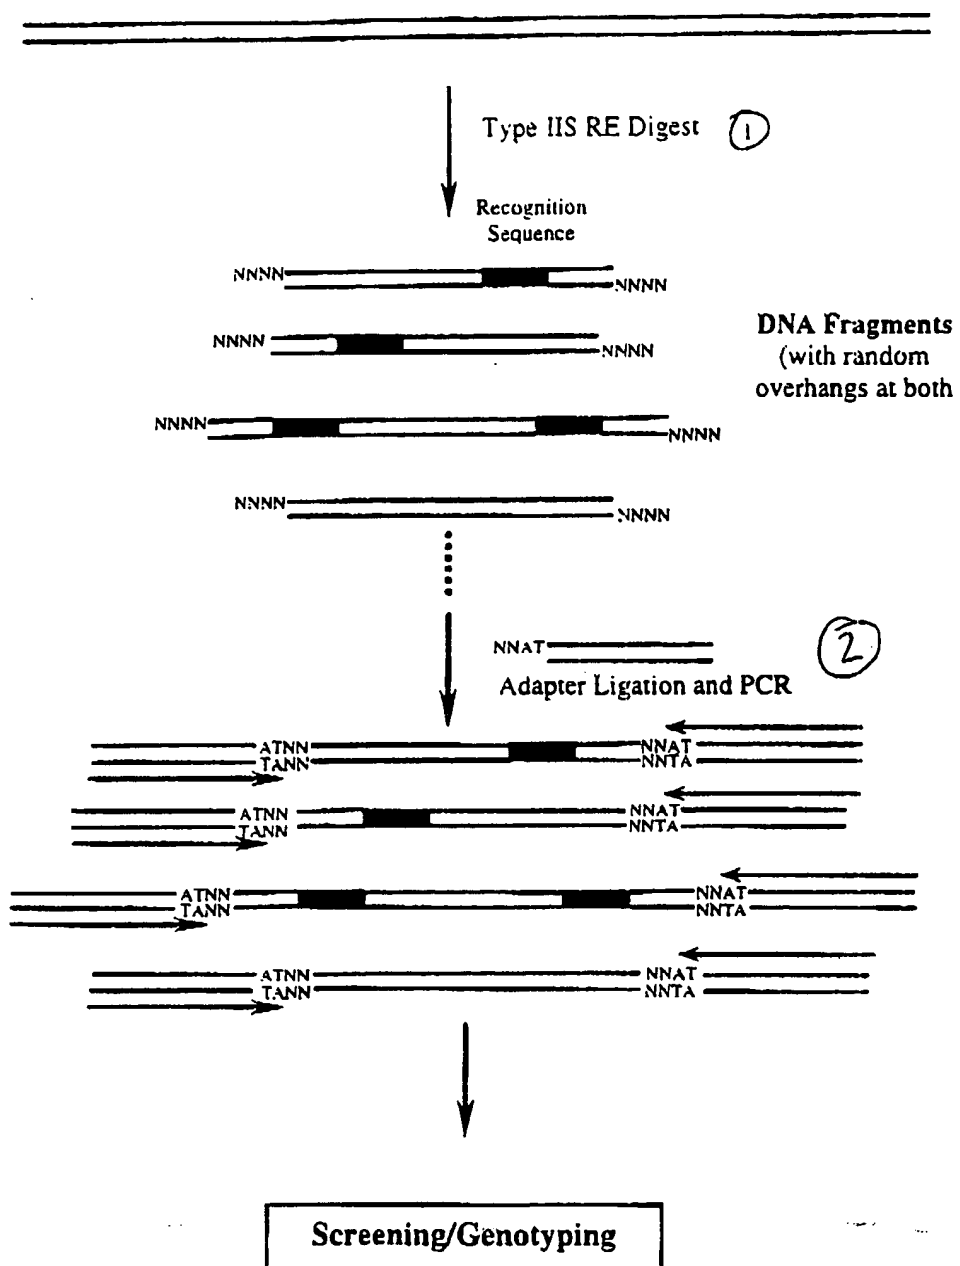 Type IIS RE Digest ①
Recognition
Sequence
NNNN NNNN
DNA Fragments
(with random
overhangs at both
NNNN NNNN
NNNN NNNN
NNNN NNNN
NNAT ②
Adapter Ligation and PCR
ATNN NNAT
TANN NNTA
ATNN NNAT
TANN NNTA
ATNN NNAT
TANN NNTA
ATNN NNAT
TANN NNTA
Screening/Genotyping